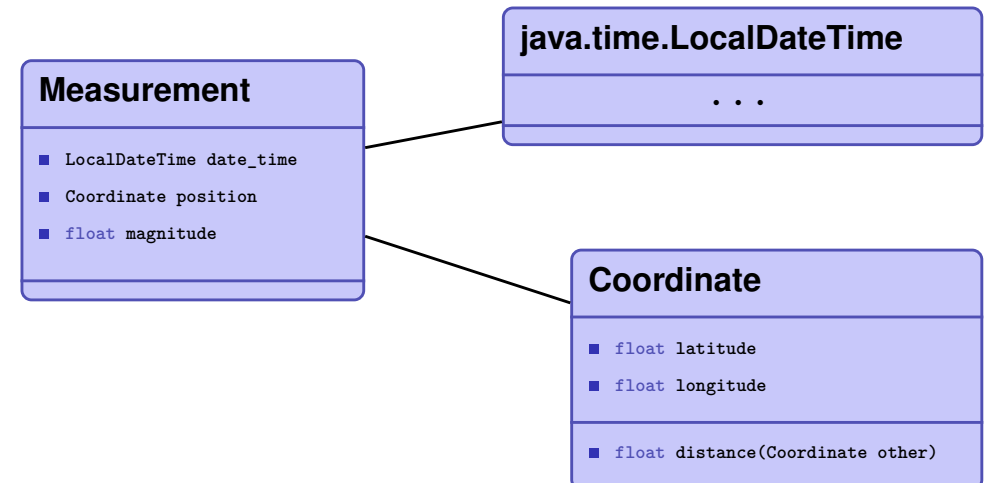 java.time.LocalDateTime
. . .
Measurement
LocalDateTime date_time
Coordinate position
float magnitude
Coordinate
float latitude
float longitude
float distance(Coordinate other)